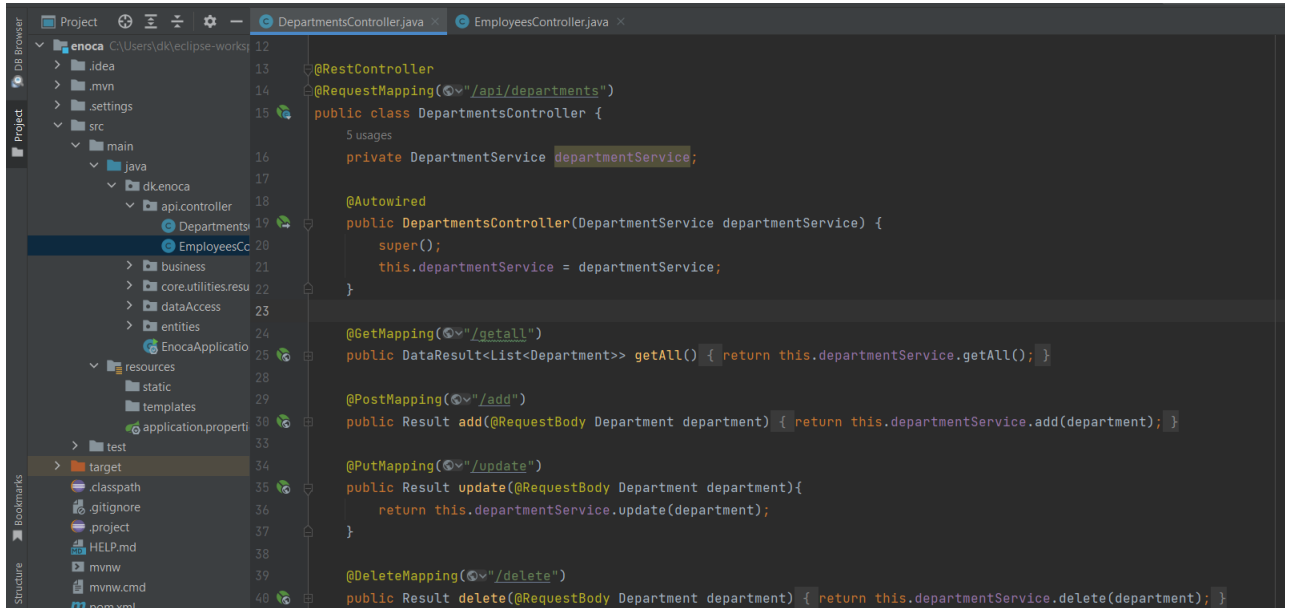 Project
DepartmentsController.java
EmployeesController.java
DB Browser
Project
Bookmarks
Structure
enoca C:\Users\dk\eclipse-worksp
.idea
.mvn
.settings
src
main
java
dk.enoca
api.controller
Departments
EmployeesCo
business
core.utilities.resu
dataAccess
entities
EnocaApplicatio
resources
static
templates
application.properti
test
target
.classpath
.gitignore
.project
HELP.md
mvnw
mvnw.cmd
pom.xml
12
13 @RestController
14 @RequestMapping("/api/departments")
15 public class DepartmentsController {
5 usages
16 private DepartmentService departmentService;
17
18 @Autowired
19 public DepartmentsController(DepartmentService departmentService) {
20 super();
21 this.departmentService = departmentService;
22 }
23
24 @GetMapping("/getall")
25 public DataResult<List<Department>> getAll() { return this.departmentService.getAll(); }
28
29 @PostMapping("/add")
30 public Result add(@RequestBody Department department) { return this.departmentService.add(department); }
33
34 @PutMapping("/update")
35 public Result update(@RequestBody Department department){
36 return this.departmentService.update(department);
37 }
38
39 @DeleteMapping("/delete")
40 public Result delete(@RequestBody Department department) { return this.departmentService.delete(department); }